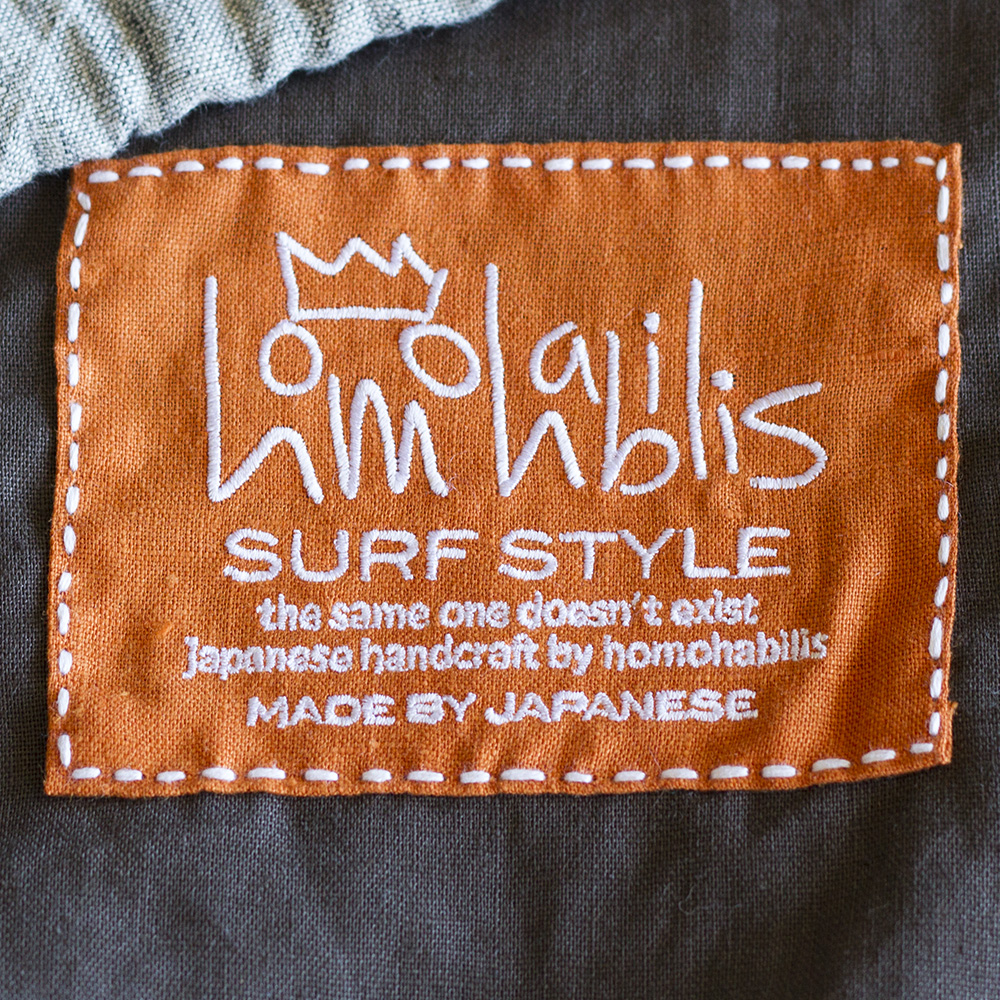 homohabilis
SURF STYLE
the same one doesn't exist
Japanese handcraft by homohabilis
MADE BY JAPANESE